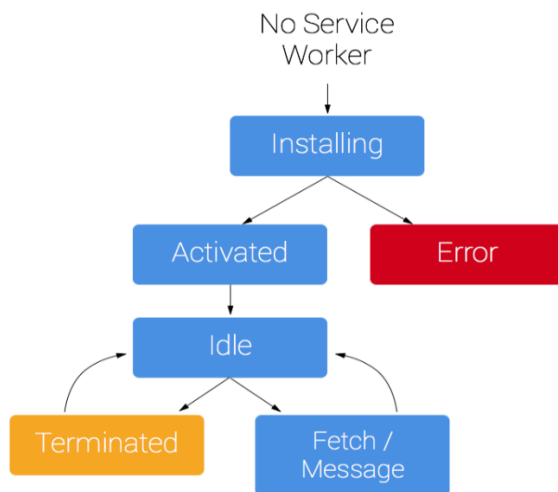 No Service
Worker
Installing
Activated
Error
Idle
Terminated
Fetch /
Message